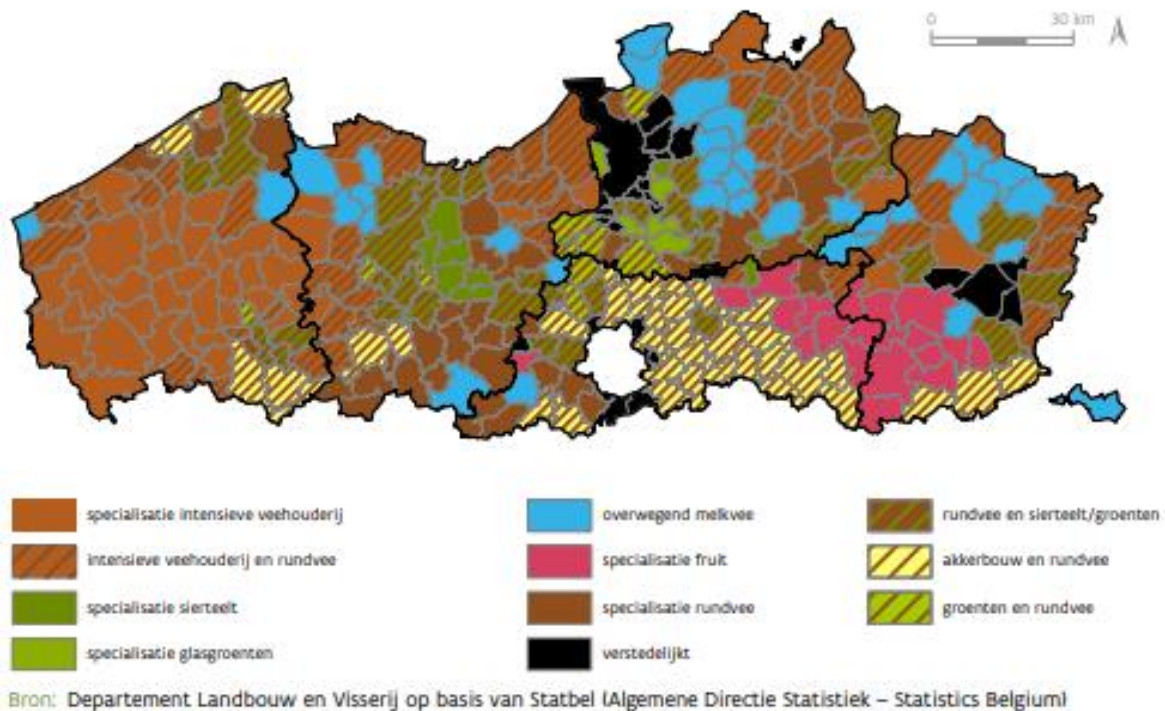 0 30 km
specialisatie intensieve veehouderij
intensieve veehouderij en rundvee
specialisatie sierteelt
specialisatie glasgroenten
overwegend melkvee
specialisatie fruit
specialisatie rundvee
verstedelijkt
rundvee en sierteelt/groenten
akkerbouw en rundvee
groenten en rundvee
Bron: Departement Landbouw en Visserij op basis van Statbel (Algemene Directie Statistiek – Statistics Belgium)